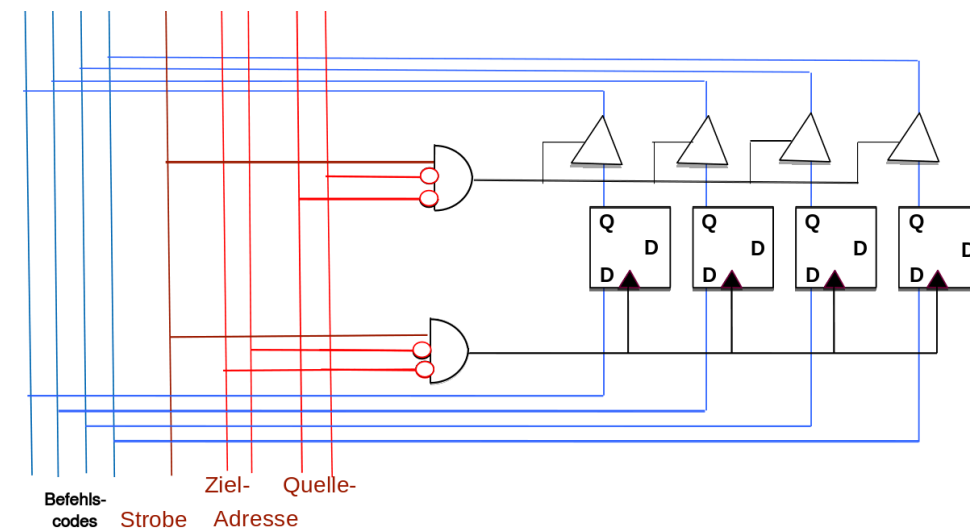 Q Q Q Q
D D D D
D D D D
Ziel- Quelle-
Befehls-
codes Strobe Adresse